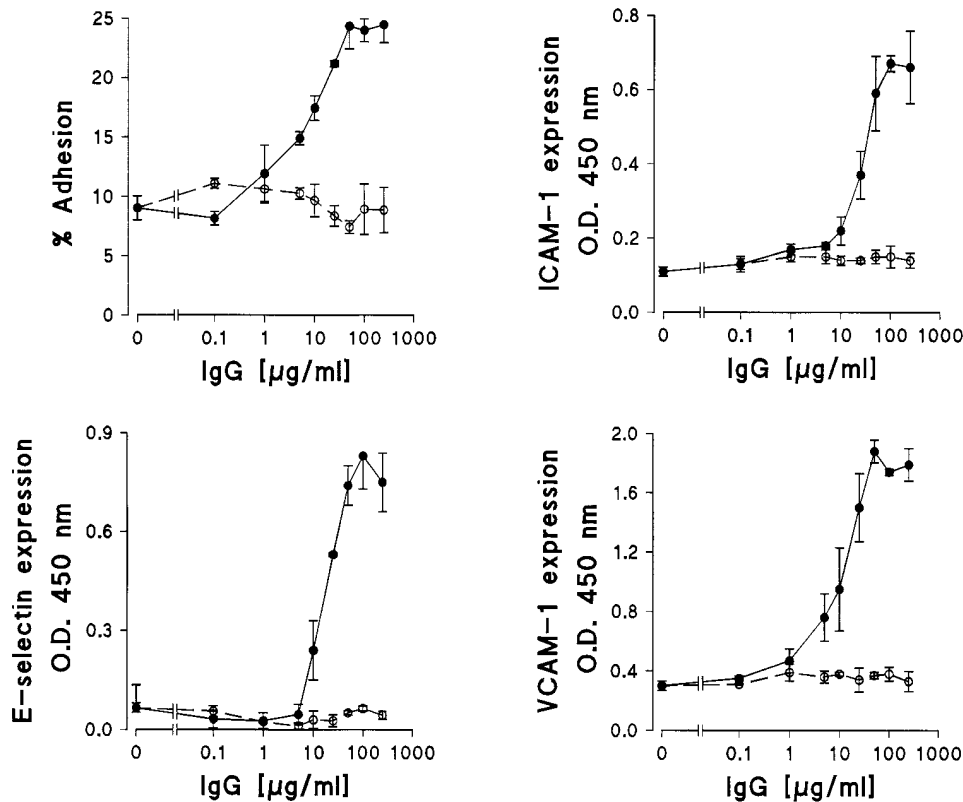 % Adhesion
25
20
15
10
5
0
0 0.1 1 10 100 1000
IgG [µg/ml]
ICAM-1 expression
O.D. 450 nm
0.8
0.6
0.4
0.2
0.0
0 0.1 1 10 100 1000
IgG [µg/ml]
E-selectin expression
O.D. 450 nm
0.9
0.6
0.3
0.0
0 0.1 1 10 100 1000
IgG [µg/ml]
VCAM-1 expression
O.D. 450 nm
2.0
1.6
1.2
0.8
0.4
0.0
0 0.1 1 10 100 1000
IgG [µg/ml]